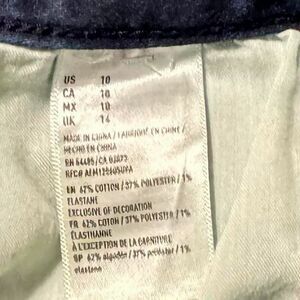 US 10
CA 10
MX 10
UK 14
MADE IN CHINA / FABRIQUÉ EN CHINE /
HECHO EN CHINA
RN 54485 / CA
EN 62% COTTON / 37% POLYESTER / 1%
ELASTANE
EXCLUSIVE OF DECORATION
FR 62% COTON / 37% POLYESTER / 1%
ÉLASTHANNE
À L'EXCEPTION DE LA GARNITURE
SP 62% algodón / 37% poliéster / 1%
elastano